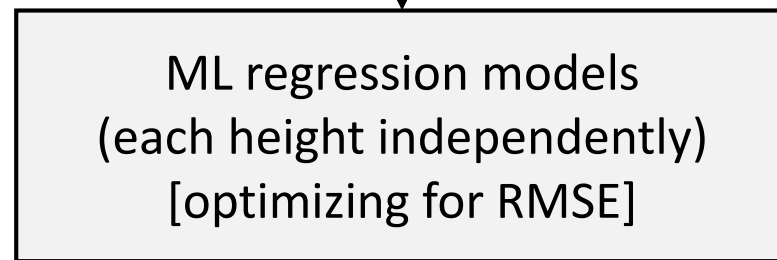 ML regression models
(each height independently)
[optimizing for RMSE]